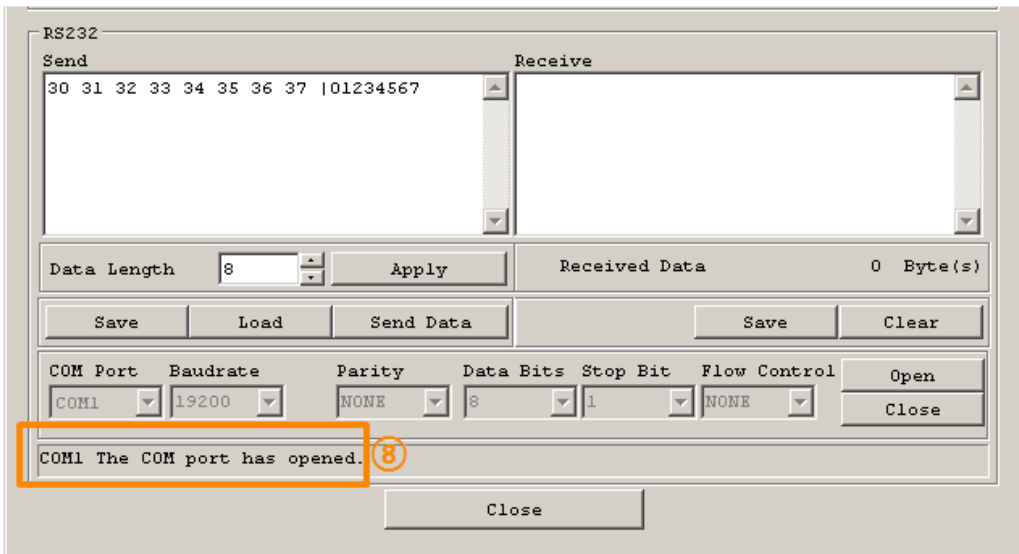 RS232
Send Receive
30 31 32 33 34 35 36 37 |01234567
Data Length 8 Apply Received Data 0 Byte(s)
Save Load Send Data Save Clear
COM Port Baudrate Parity Data Bits Stop Bit Flow Control Open
COM1 19200 NONE 8 1 NONE Close
COM1 The COM port has opened. ⑧
Close